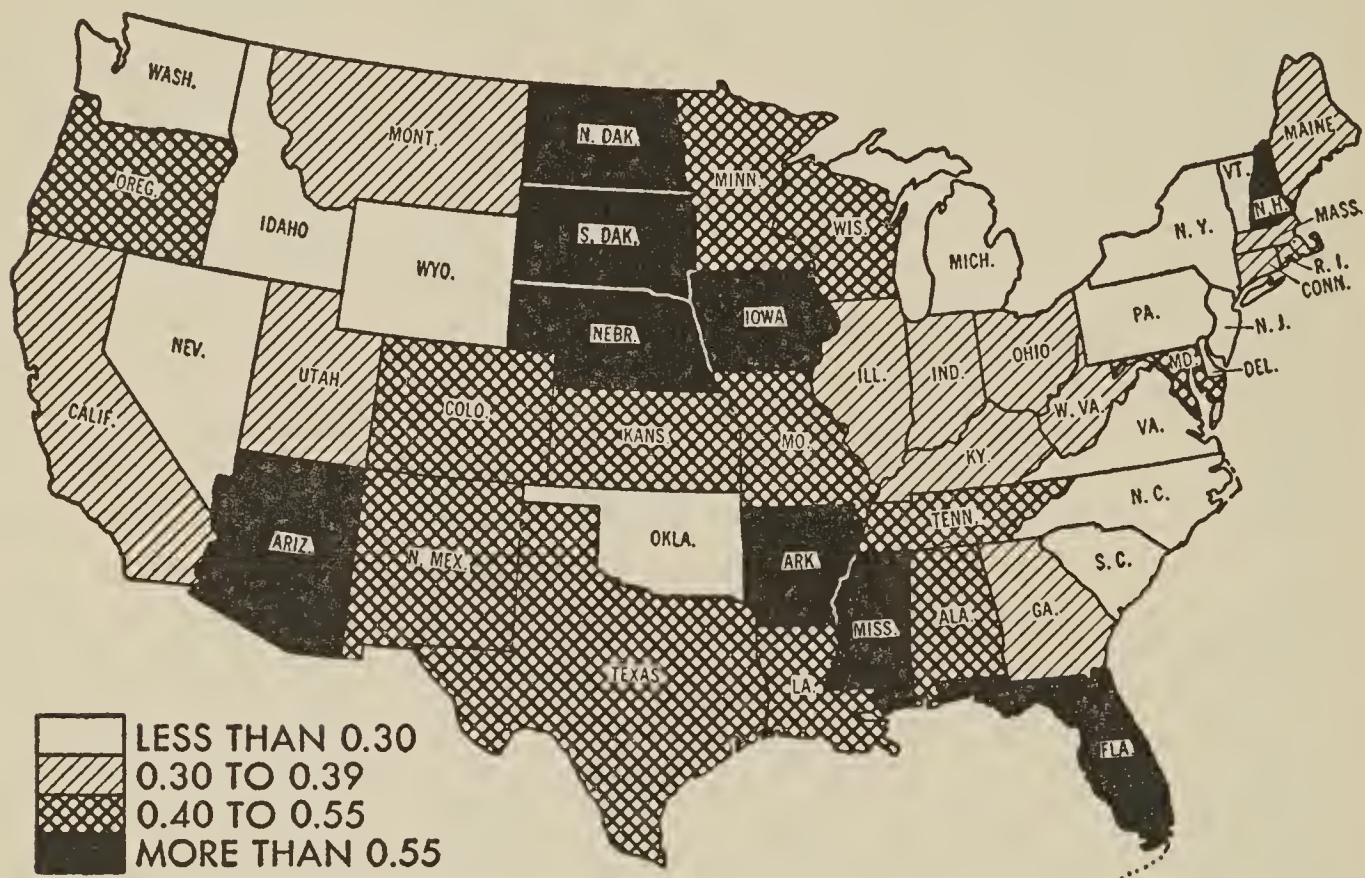 WASH.
MONT.
N. DAK
MINN.
MAINE
OREG.
IDAHO
S. DAK.
WIS.
VT.
N.H.
MASS.
WYO.
MICH.
N. Y.
R. I.
CONN.
NEBR.
IOWA
PA.
N. J.
NEV.
UTAH
OHIO
MD.
DEL.
CALIF.
COLO.
ILL.
IND.
W. VA.
KANS
MO.
VA.
KY.
N. C.
ARIZ.
N. MEX.
OKLA.
ARK
TENN.
S. C.
MISS.
ALA.
GA.
TEXAS
LA.
FLA.
LESS THAN 0.30
0.30 TO 0.39
0.40 TO 0.55
MORE THAN 0.55